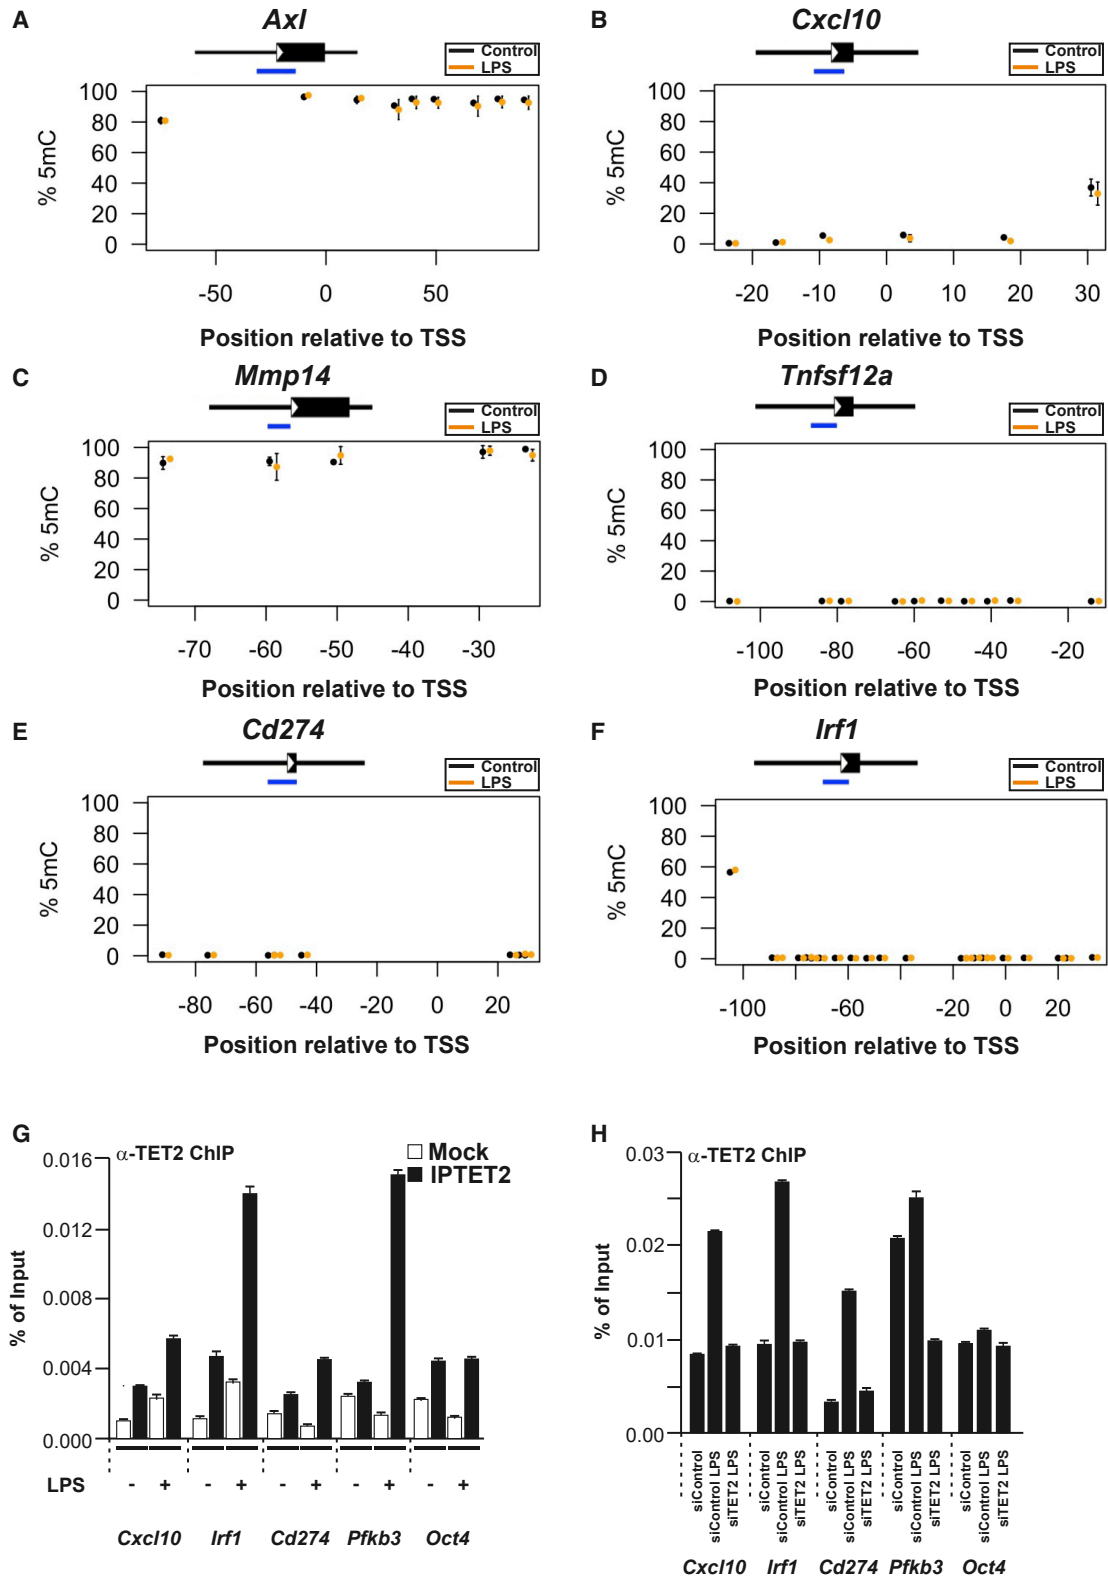 A
Axl
Control
LPS
100
80
60
40
20
0
% 5mC
-50
0
50
Position relative to TSS
B
Cxcl10
Control
LPS
100
80
60
40
20
0
% 5mC
-20
-10
0
10
20
30
Position relative to TSS
C
Mmp14
Control
LPS
100
80
60
40
20
0
% 5mC
-70
-60
-50
-40
-30
Position relative to TSS
D
Tnfsf12a
Control
LPS
100
80
60
40
20
0
% 5mC
-100
-80
-60
-40
-20
Position relative to TSS
E
Cd274
Control
LPS
100
80
60
40
20
0
% 5mC
-80
-60
-40
-20
0
20
Position relative to TSS
F
Irf1
Control
LPS
100
80
60
40
20
0
% 5mC
-100
-60
-20
0
20
Position relative to TSS
G
α-TET2 ChIP
Mock
IPTET2
0.016
0.012
0.008
0.004
0.000
% of Input
LPS - + - + - + - + - +
Cxcl10 Irf1 Cd274 Pfkb3 Oct4
H
α-TET2 ChIP
0.03
0.02
0.01
0.00
% of Input
siControl
siControl LPS
siTET2 LPS
siControl
siControl LPS
siTET2 LPS
siControl
siControl LPS
siTET2 LPS
siControl
siControl LPS
siTET2 LPS
siControl
siControl LPS
siTET2 LPS
Cxcl10 Irf1 Cd274 Pfkb3 Oct4